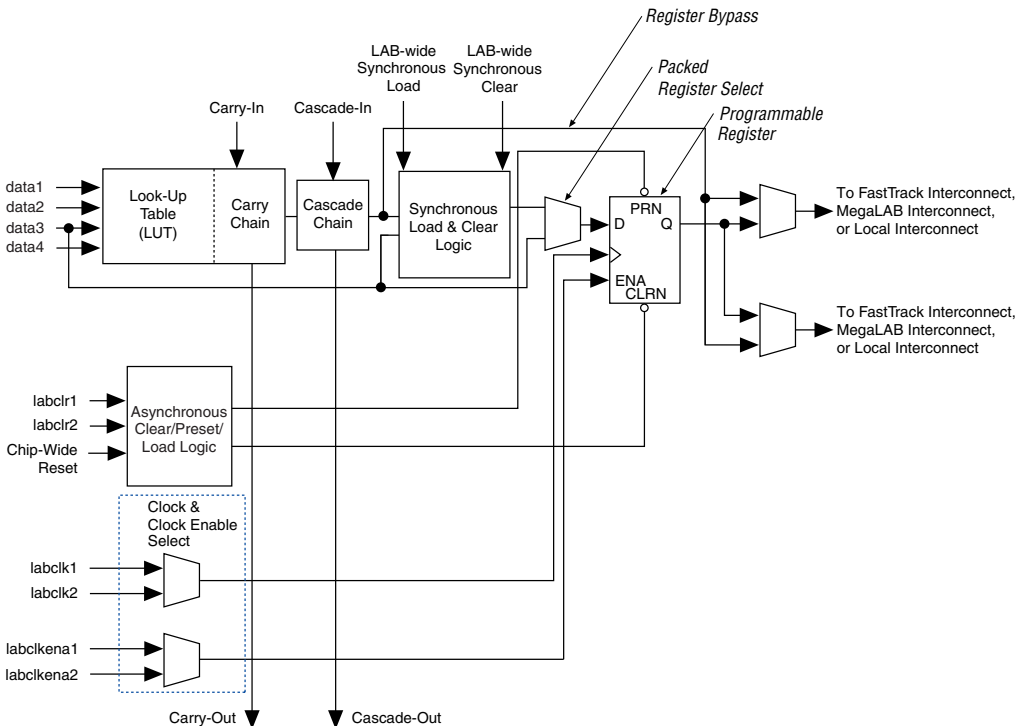 Register Bypass
LAB-wide
Synchronous
Load
LAB-wide
Synchronous
Clear
Packed
Register Select
Carry-In
Cascade-In
Programmable
Register
data1
data2
data3
data4
Look-Up
Table
(LUT)
Carry
Chain
Cascade
Chain
Synchronous
Load & Clear
Logic
PRN
D
Q
ENA
CLRN
To FastTrack Interconnect,
MegaLAB Interconnect,
or Local Interconnect
To FastTrack Interconnect,
MegaLAB Interconnect,
or Local Interconnect
labclr1
labclr2
Chip-Wide
Reset
Asynchronous
Clear/Preset/
Load Logic
Clock &
Clock Enable
Select
labclk1
labclk2
labclkena1
labclkena2
Carry-Out
Cascade-Out